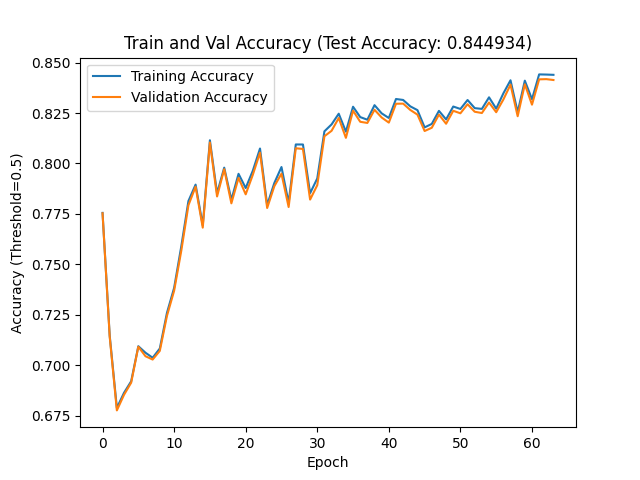 Train and Val Accuracy (Test Accuracy: 0.844934)
Training Accuracy
Validation Accuracy
Accuracy (Threshold=0.5)
0.850
0.825
0.800
0.775
0.750
0.725
0.700
0.675
0 10 20 30 40 50 60
Epoch